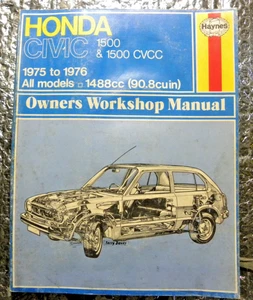 HONDA
CIVIC 1500
& 1500 CVCC
Haynes
1975 to 1976
All models □ 1488cc (90.8cuin)
Owners Workshop Manual